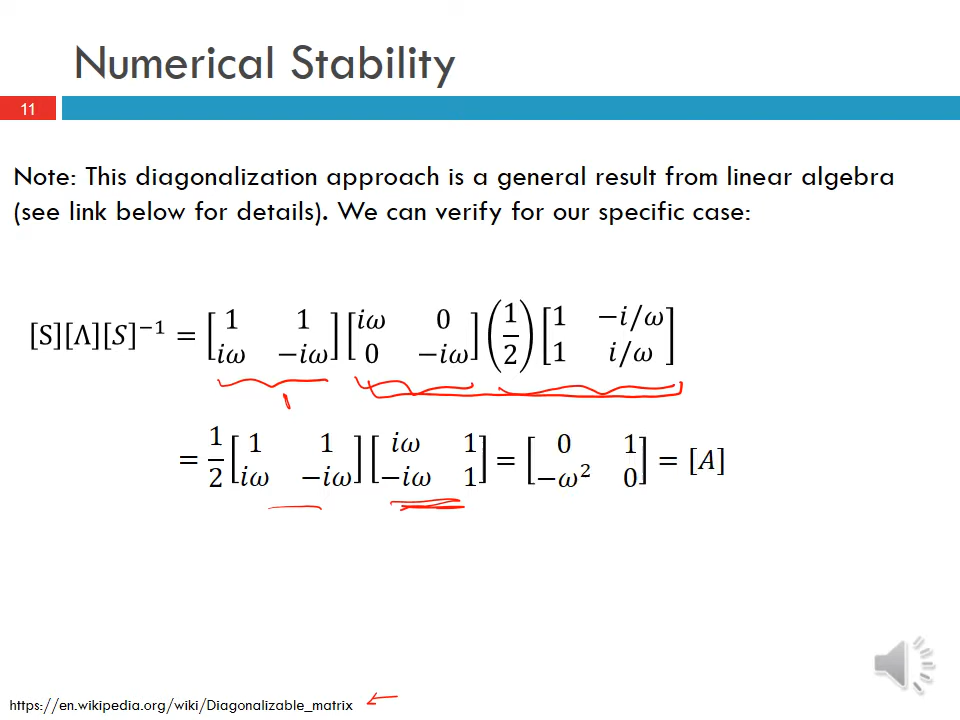 Numerical Stability
11
Note: This diagonalization approach is a general result from linear algebra
(see link below for details). We can verify for our specific case:
[S][Λ][𝑆]⁻¹ = [1 1; 𝑖𝜔 −𝑖𝜔] [𝑖𝜔 0; 0 −𝑖𝜔] (1/2) [1 −𝑖/𝜔; 1 𝑖/𝜔]
= 1/2 [1 1; 𝑖𝜔 −𝑖𝜔] [𝑖𝜔 1; −𝑖𝜔 1] = [0 1; −𝜔² 0] = [𝐴]
https://en.wikipedia.org/wiki/Diagonalizable_matrix